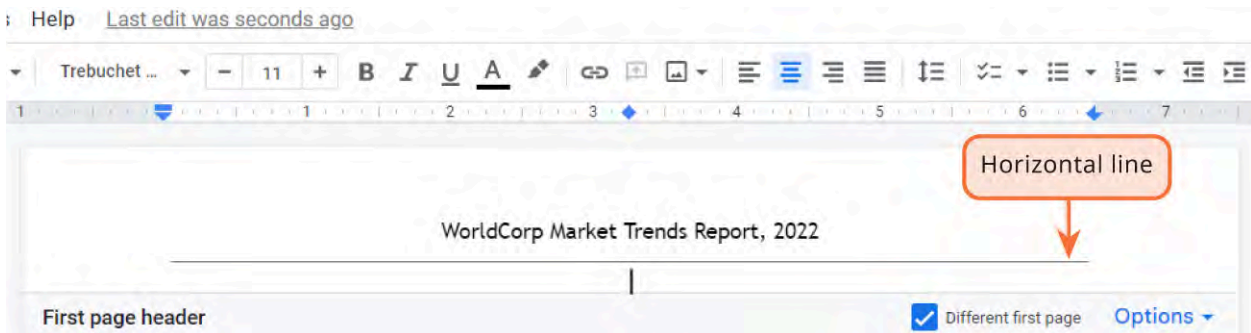 Help Last edit was seconds ago
Trebuchet ... − 11 + B I U A
1 1 2 3 4 5 6 7
Horizontal line
WorldCorp Market Trends Report, 2022
First page header Different first page Options